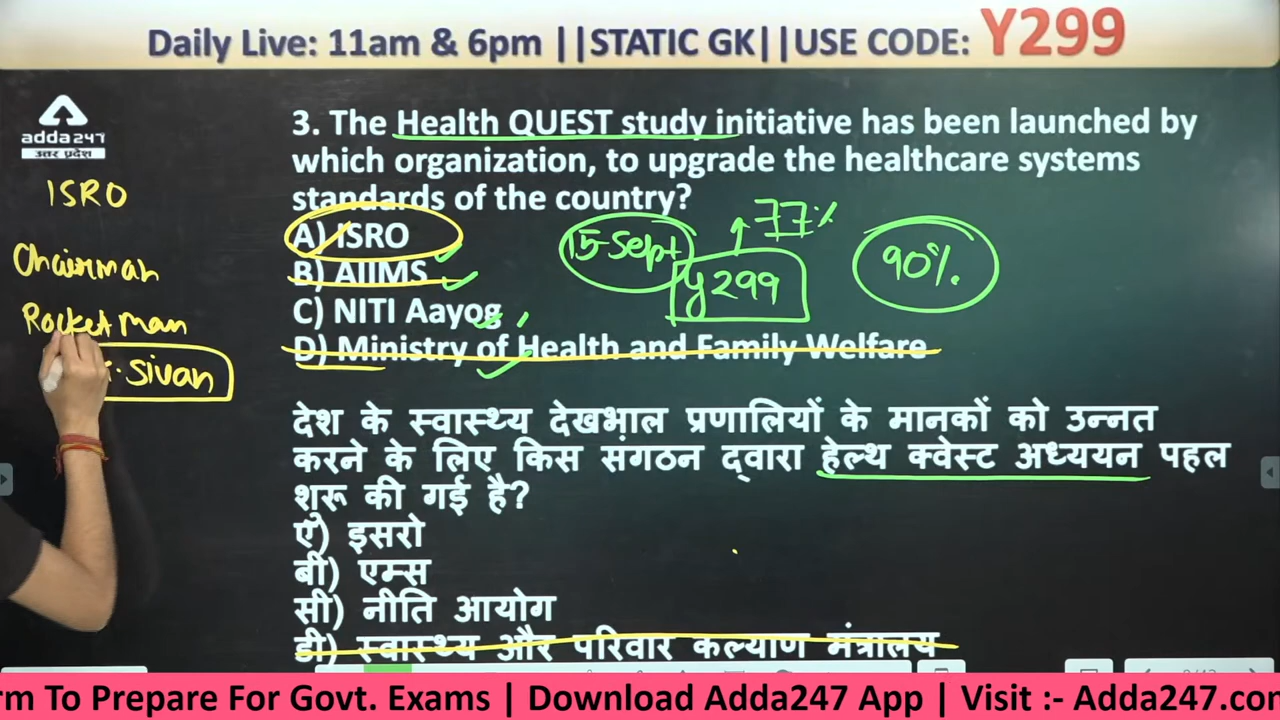 Daily Live: 11am & 6pm ||STATIC GK||USE CODE: Y299
adda247
उत्तर प्रदेश
ISRO
Chairman
Rocket man
Sivan
3. The Health QUEST study initiative has been launched by
which organization, to upgrade the healthcare systems
standards of the country?
A) ISRO
B) AIIMS
C) NITI Aayog
D) Ministry of Health and Family Welfare
15 Sept
77%
Y299
90%.
देश के स्वास्थ्य देखभाल प्रणालियों के मानकों को उन्नत
करने के लिए किस संगठन द्वारा हेल्थ क्वेस्ट अध्ययन पहल
शुरू की गई है?
ए) इसरो
बी) एम्स
सी) नीति आयोग
डी) स्वास्थ्य और परिवार कल्याण मंत्रालय
rm To Prepare For Govt. Exams | Download Adda247 App | Visit :- Adda247.com